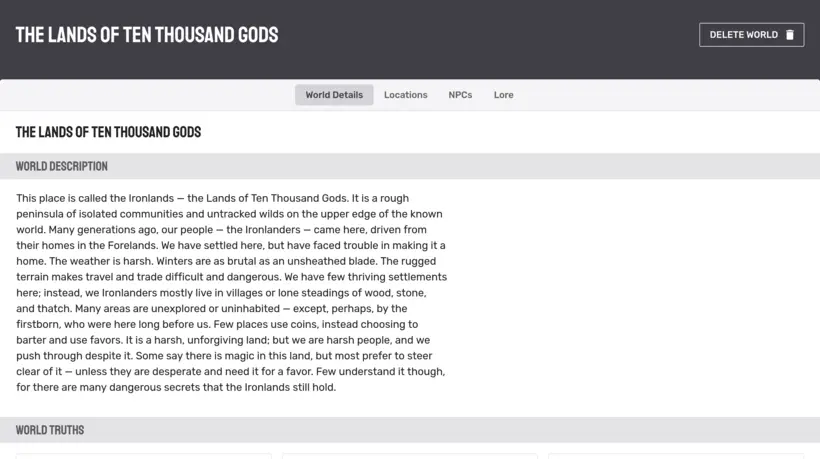 THE LANDS OF TEN THOUSAND GODS
DELETE WORLD
World Details
Locations
NPCs
Lore
THE LANDS OF TEN THOUSAND GODS
WORLD DESCRIPTION
This place is called the Ironlands — the Lands of Ten Thousand Gods. It is a rough
peninsula of isolated communities and untracked wilds on the upper edge of the known
world. Many generations ago, our people — the Ironlanders — came here, driven from
their homes in the Forelands. We have settled here, but have faced trouble in making it a
home. The weather is harsh. Winters are as brutal as an unsheathed blade. The rugged
terrain makes travel and trade difficult and dangerous. We have few thriving settlements
here; instead, we Ironlanders mostly live in villages or lone steadings of wood, stone,
and thatch. Many areas are unexplored or uninhabited — except, perhaps, by the
firstborn, who were here long before us. Few places use coins, instead choosing to
barter and use favors. It is a harsh, unforgiving land; but we are harsh people, and we
push through despite it. Some say there is magic in this land, but most prefer to steer
clear of it — unless they are desperate and need it for a favor. Few understand it though,
for there are many dangerous secrets that the Ironlands still hold.
WORLD TRUTHS